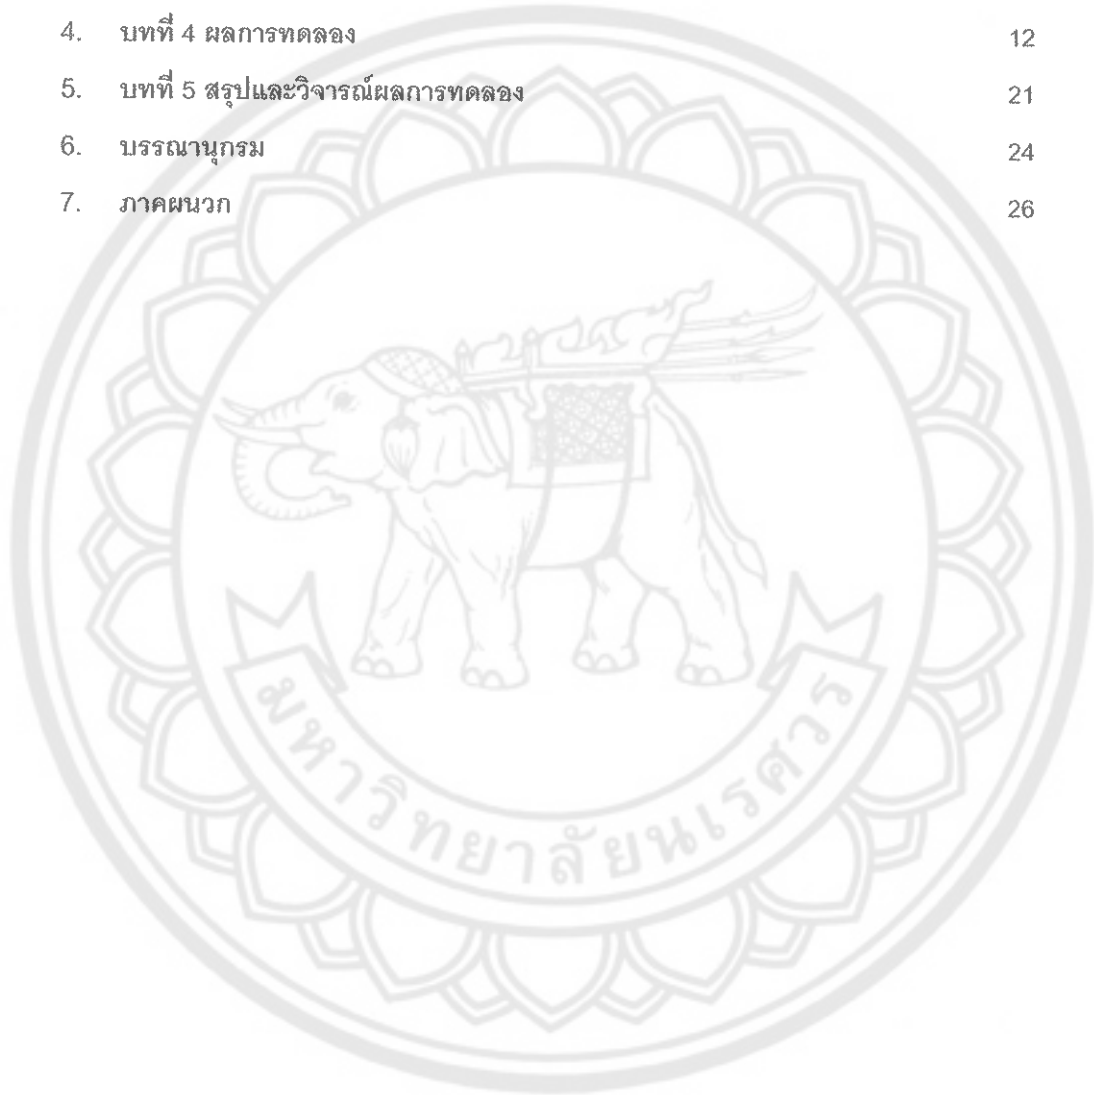 4. บทที่ 4 ผลการทดลอง 12
5. บทที่ 5 สรุปและวิจารณ์ผลการทดลอง 21
6. บรรณานุกรม 24
7. ภาคผนวก 26
มหาวิทยาลัยนเรศวร